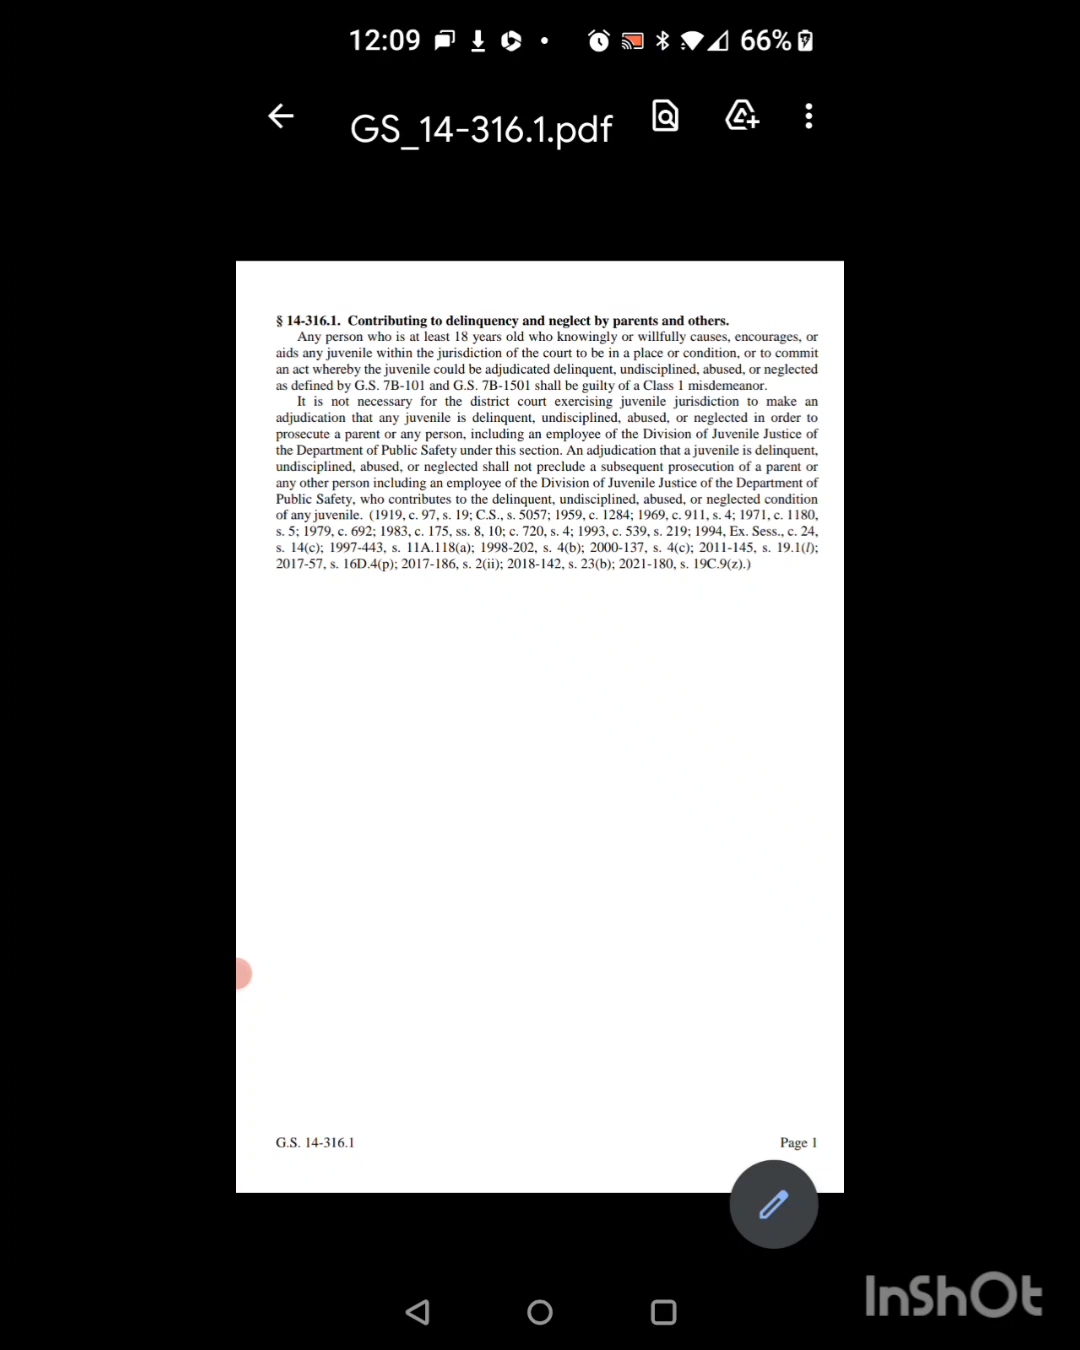 12:09
66%
GS_14-316.1.pdf
§ 14-316.1. Contributing to delinquency and neglect by parents and others.
Any person who is at least 18 years old who knowingly or willfully causes, encourages, or
aids any juvenile within the jurisdiction of the court to be in a place or condition, or to commit
an act whereby the juvenile could be adjudicated delinquent, undisciplined, abused, or neglected
as defined by G.S. 7B-101 and G.S. 7B-1501 shall be guilty of a Class 1 misdemeanor.
It is not necessary for the district court exercising juvenile jurisdiction to make an
adjudication that any juvenile is delinquent, undisciplined, abused, or neglected in order to
prosecute a parent or any person, including an employee of the Division of Juvenile Justice of
the Department of Public Safety under this section. An adjudication that a juvenile is delinquent,
undisciplined, abused, or neglected shall not preclude a subsequent prosecution of a parent or
any other person including an employee of the Division of Juvenile Justice of the Department of
Public Safety, who contributes to the delinquent, undisciplined, abused, or neglected condition
of any juvenile. (1919, c. 97, s. 19; C.S., s. 5057; 1959, c. 1284; 1969, c. 911, s. 4; 1971, c. 1180,
s. 5; 1979, c. 692; 1983, c. 175, ss. 8, 10; c. 720, s. 4; 1993, c. 539, s. 219; 1994, Ex. Sess., c. 24,
s. 14(c); 1997-443, s. 11A.118(a); 1998-202, s. 4(b); 2000-137, s. 4(c); 2011-145, s. 19.1(l);
2017-57, s. 16D.4(p); 2017-186, s. 2(ii); 2018-142, s. 23(b); 2021-180, s. 19C.9(z).)
G.S. 14-316.1
Page 1
InShOt